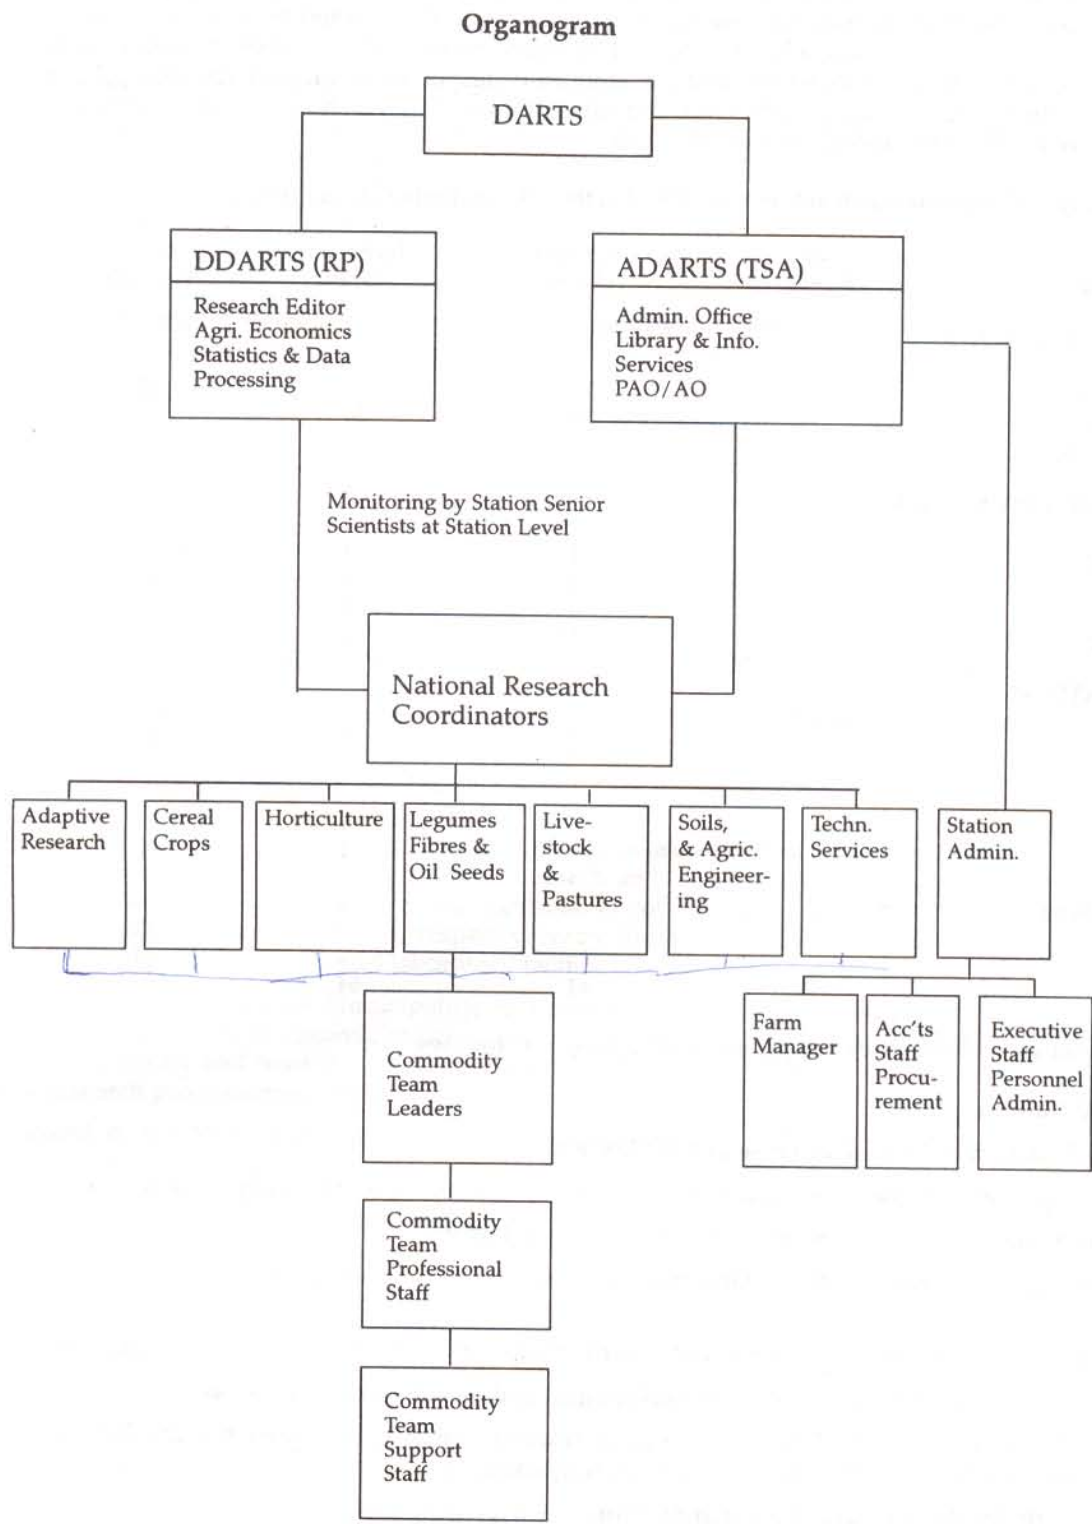 Organogram
DARTS
DDARTS (RP)
Research Editor
Agri. Economics
Statistics & Data
Processing
ADARTS (TSA)
Admin. Office
Library & Info.
Services
PAO/AO
Monitoring by Station Senior
Scientists at Station Level
National Research
Coordinators
Adaptive
Research
Cereal
Crops
Horticulture
Legumes
Fibres &
Oil Seeds
Live-
stock
&
Pastures
Soils,
& Agric.
Engineer-
ing
Techn.
Services
Station
Admin.
Farm
Manager
Acc'ts
Staff
Procu-
rement
Executive
Staff
Personnel
Admin.
Commodity
Team
Leaders
Commodity
Team
Professional
Staff
Commodity
Team
Support
Staff